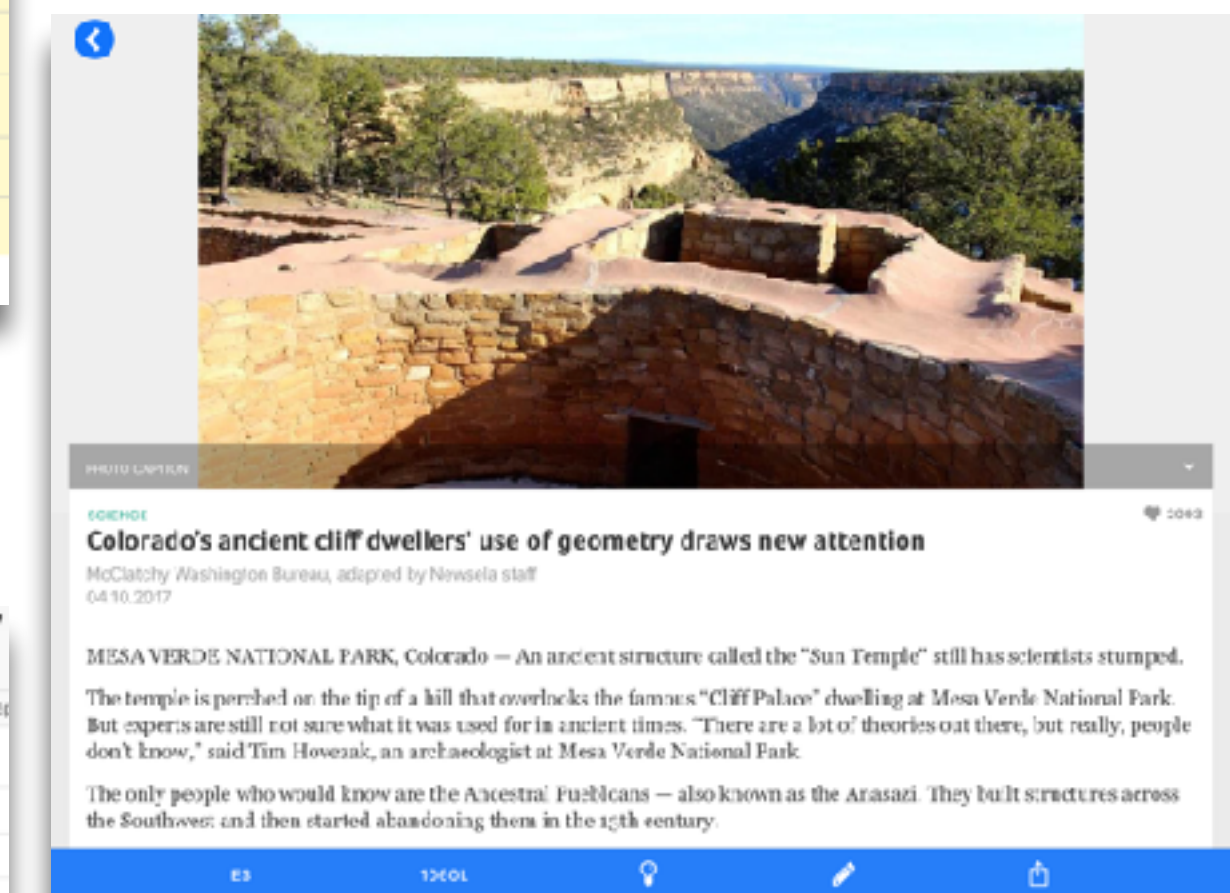 PHOTO CAPTION
SCIENCE
Colorado's ancient cliff dwellers' use of geometry draws new attention
McClatchy Washington Bureau, adapted by Newsela staff
04.10.2017
MESA VERDE NATIONAL PARK, Colorado — An ancient structure called the "Sun Temple" still has scientists stumped.
The temple is perched on the tip of a hill that overlooks the famous "Cliff Palace" dwelling at Mesa Verde National Park.
But experts are still not sure what it was used for in ancient times. "There are a lot of theories out there, but really, people
don't know," said Tim Hovezak, an archaeologist at Mesa Verde National Park.
The only people who would know are the Ancestral Puebloans — also known as the Anasazi. They built structures across
the Southwest and then started abandoning them in the century.